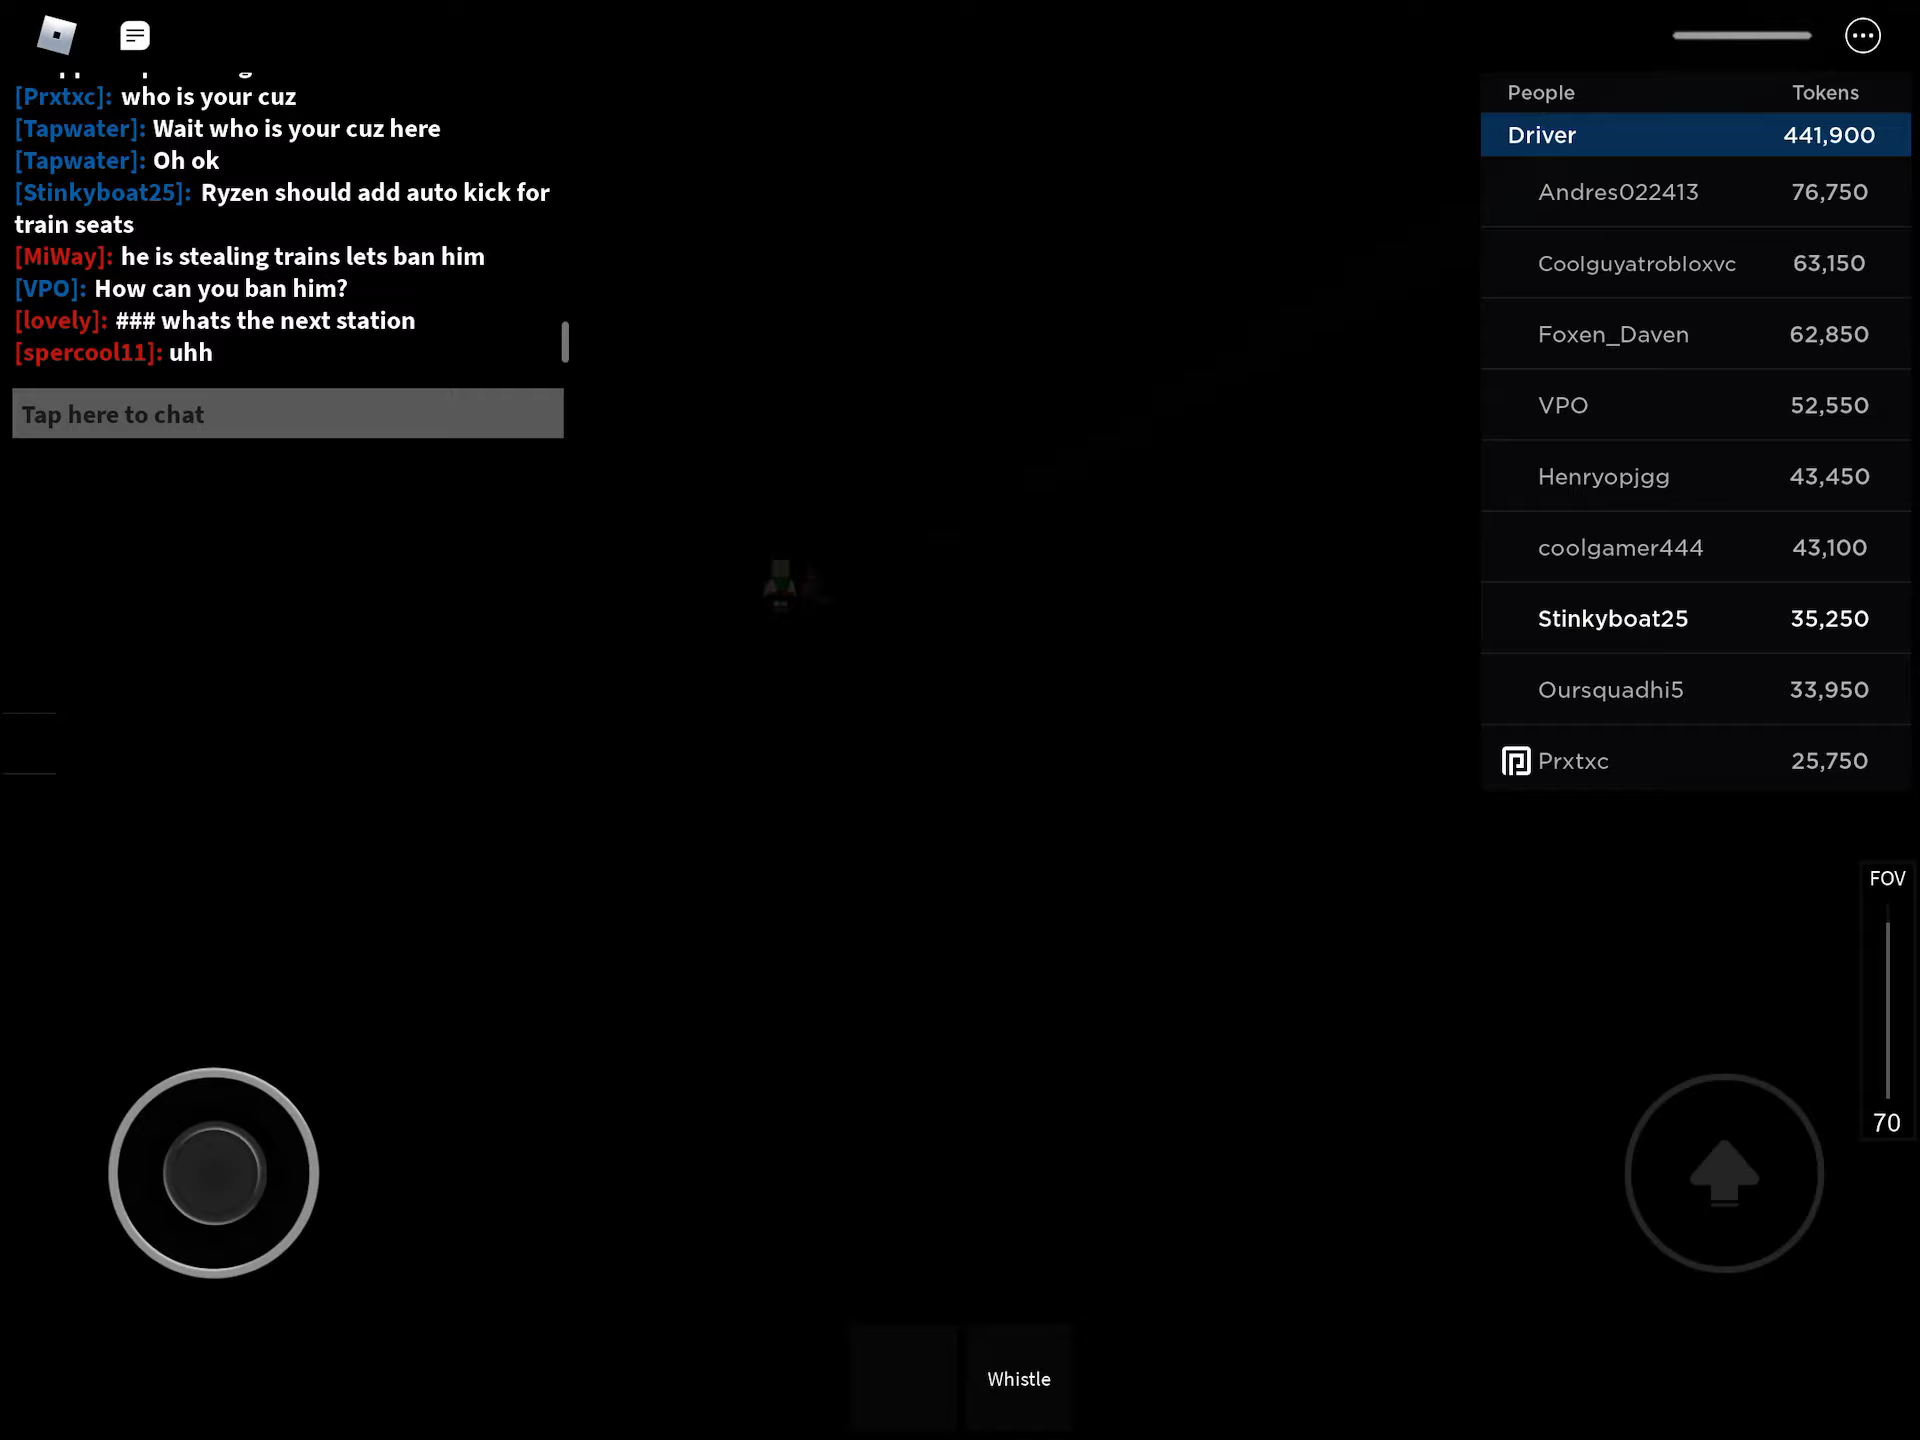 [Prxtxc]: who is your cuz
[Tapwater]: Wait who is your cuz here
[Tapwater]: Oh ok
[Stinkyboat25]: Ryzen should add auto kick for
train seats
[MiWay]: he is stealing trains lets ban him
[VPO]: How can you ban him?
[lovely]: ### whats the next station
[spercool11]: uhh
Tap here to chat
People Tokens
Driver 441,900
Andres022413 76,750
Coolguyatrobloxvc 63,150
Foxen_Daven 62,850
VPO 52,550
Henryopjgg 43,450
coolgamer444 43,100
Stinkyboat25 35,250
Oursquadhi5 33,950
Prxtxc 25,750
FOV
70
Whistle